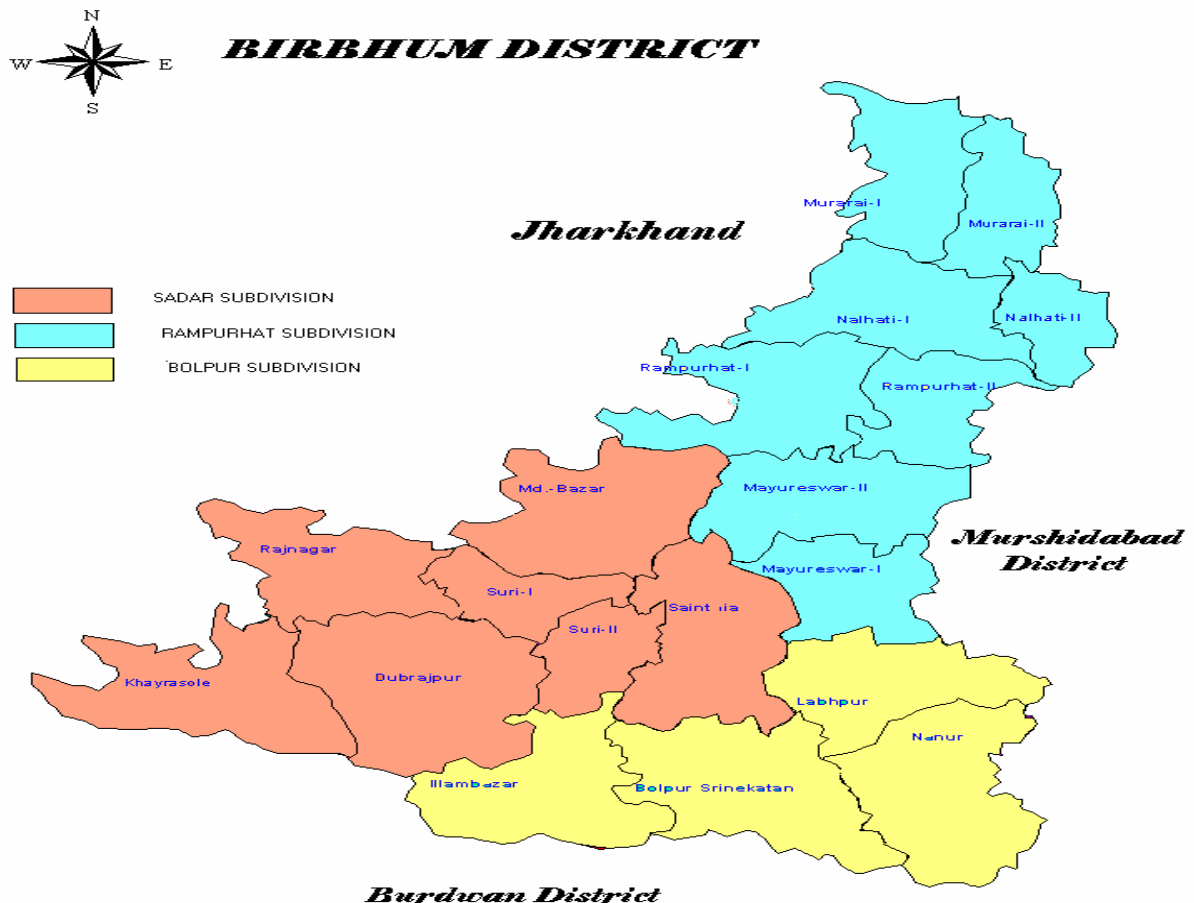 N
W E
S
BIRBHUM DISTRICT
Jharkhand
SADAR SUBDIVISION
RAMPURHAT SUBDIVISION
BOLPUR SUBDIVISION
Murarai-I
Murarai-II
Nalhati-I
Nalhati-II
Rampurhat-I
Rampurhat-II
Md.-Bazar
Mayureswar-II
Murshidabad
District
Rajnagar
Mayureswar-I
Suri-I
Suri-II
Khayrasole
Dubrajpur
Labhpur
Nanur
Illambazar
Bolpur Srinekatan
Burdwan District